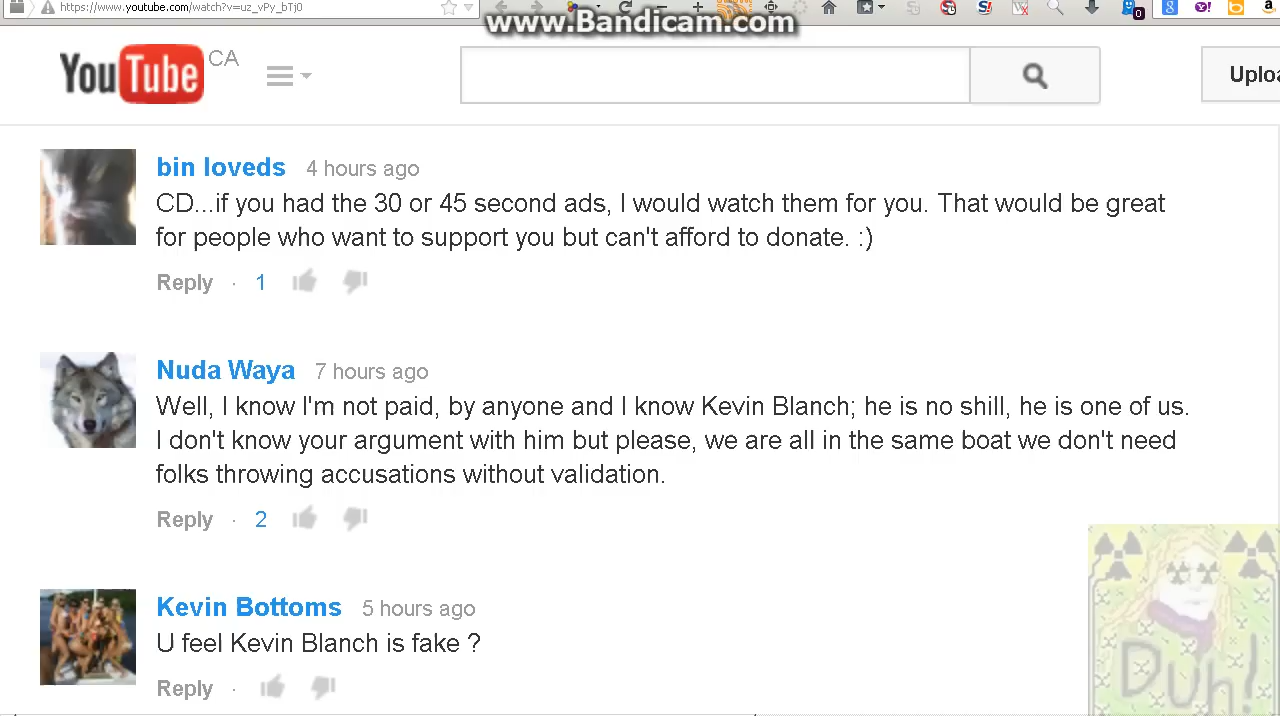 https://www.youtube.com/watch?v=uz_vPy_bTj0
www.Bandicam.com
0
YouTube CA
Uploa
bin loveds 4 hours ago
CD...if you had the 30 or 45 second ads, I would watch them for you. That would be great
for people who want to support you but can't afford to donate. :)
Reply · 1
Nuda Waya 7 hours ago
Well, I know I'm not paid, by anyone and I know Kevin Blanch; he is no shill, he is one of us.
I don't know your argument with him but please, we are all in the same boat we don't need
folks throwing accusations without validation.
Reply · 2
Kevin Bottoms 5 hours ago
U feel Kevin Blanch is fake ?
Reply ·
Duh!